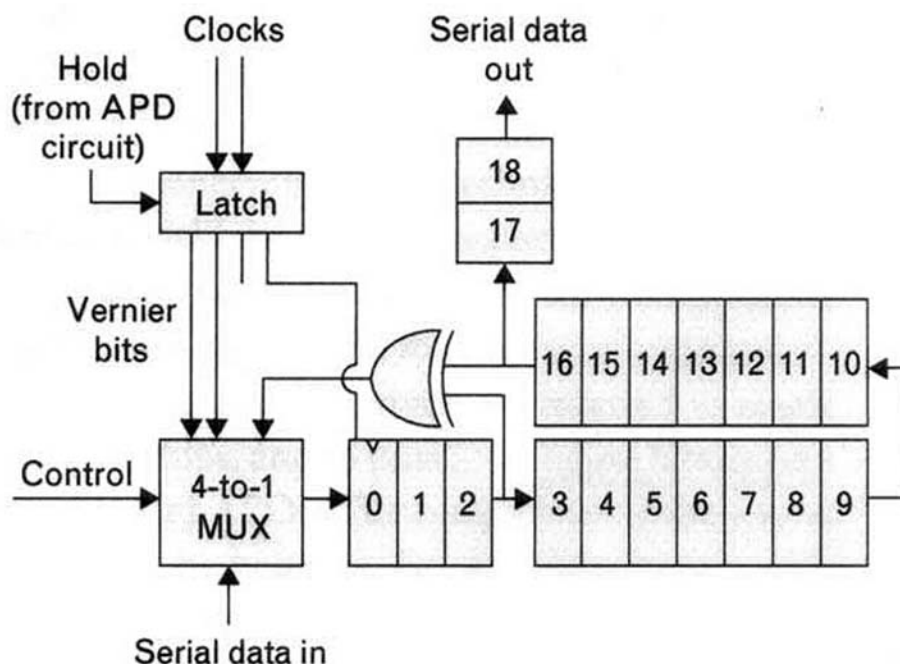 Clocks
Serial data
out
Hold
(from APD
circuit)
18
Latch
17
Vernier
bits
16 15 14 13 12 11 10
Control
4-to-1
MUX
0 1 2
3 4 5 6 7 8 9
Serial data in